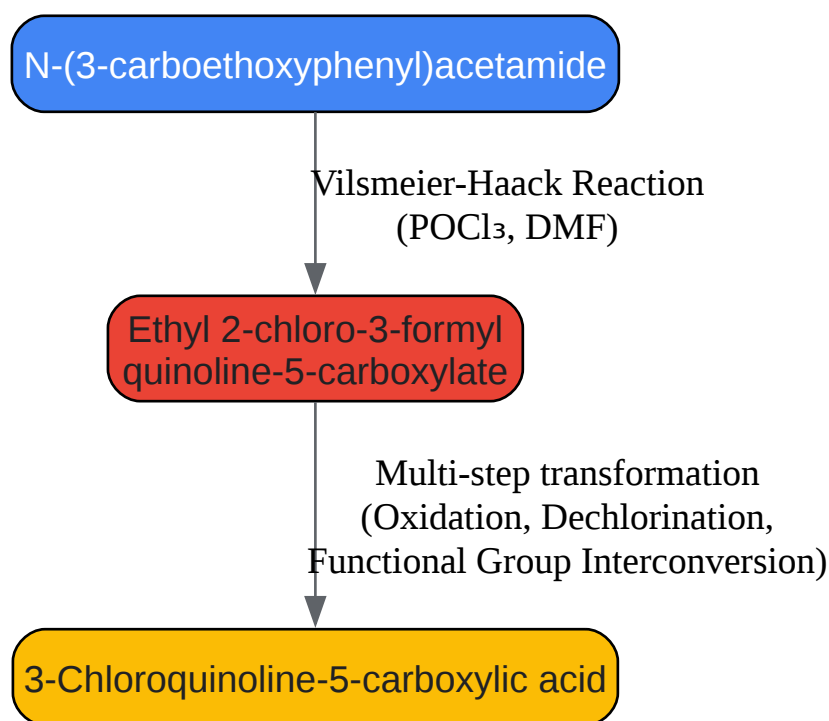 N-(3-carboethoxyphenyl)acetamide
Vilsmeier-Haack Reaction
(POCl₃, DMF)
Ethyl 2-chloro-3-formyl
quinoline-5-carboxylate
Multi-step transformation
(Oxidation, Dechlorination,
Functional Group Interconversion)
3-Chloroquinoline-5-carboxylic acid